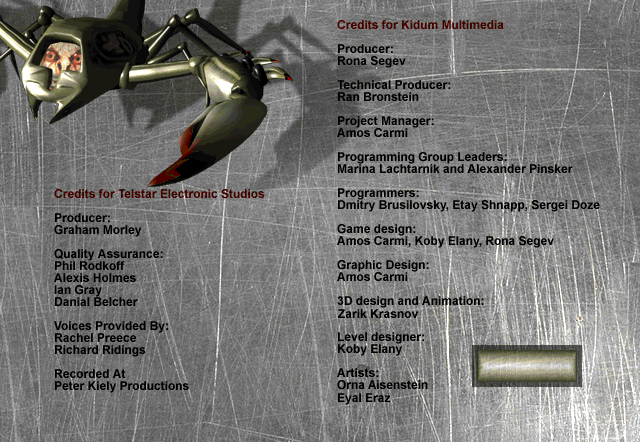 Credits for Telstar Electronic Studios
Producer:
Graham Morley
Quality Assurance:
Phil Rodkoff
Alexis Holmes
Ian Gray
Danial Belcher
Voices Provided By:
Rachel Preece
Richard Ridings
Recorded At
Peter Kiely Productions
Credits for Kidum Multimedia
Producer:
Rona Segev
Technical Producer:
Ran Bronstein
Project Manager:
Amos Carmi
Programming Group Leaders:
Marina Lachtarnik and Alexander Pinsker
Programmers:
Dmitry Brusilovsky, Etay Shnapp, Sergei Doze
Game design:
Amos Carmi, Koby Elany, Rona Segev
Graphic Design:
Amos Carmi
3D design and Animation:
Zarik Krasnov
Level designer:
Koby Elany
Artists:
Orna Aisenstein
Eyal Eraz